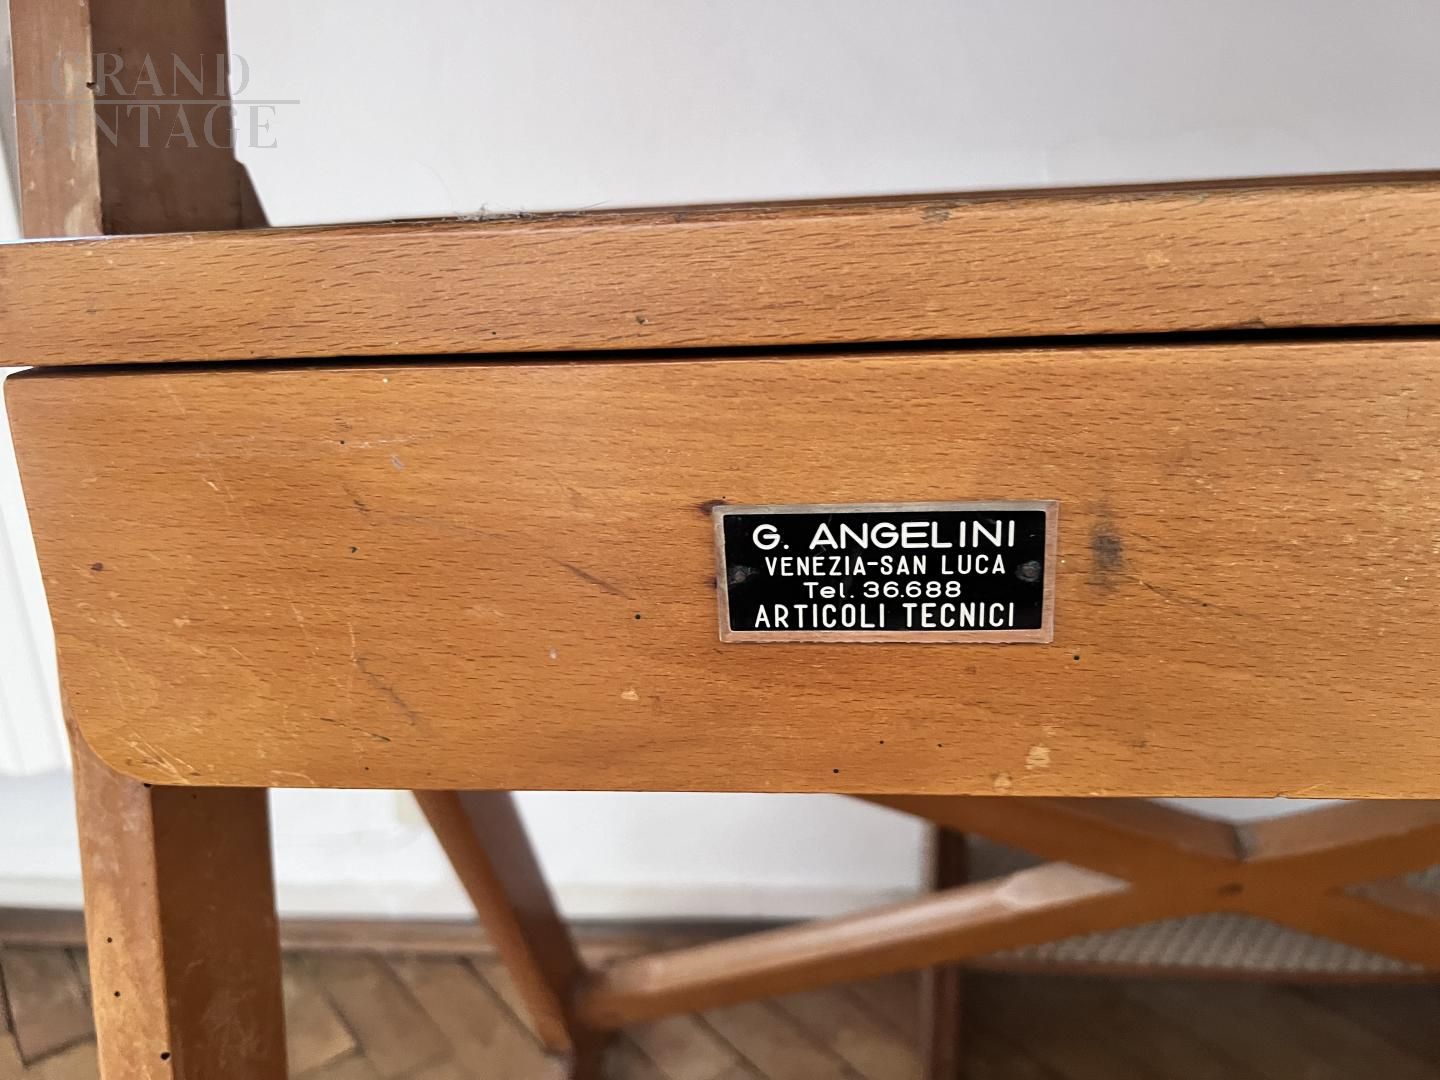 GRAND
VINTAGE
G. ANGELINI
VENEZIA-SAN LUCA
Tel. 36.688
ARTICOLI TECNICI